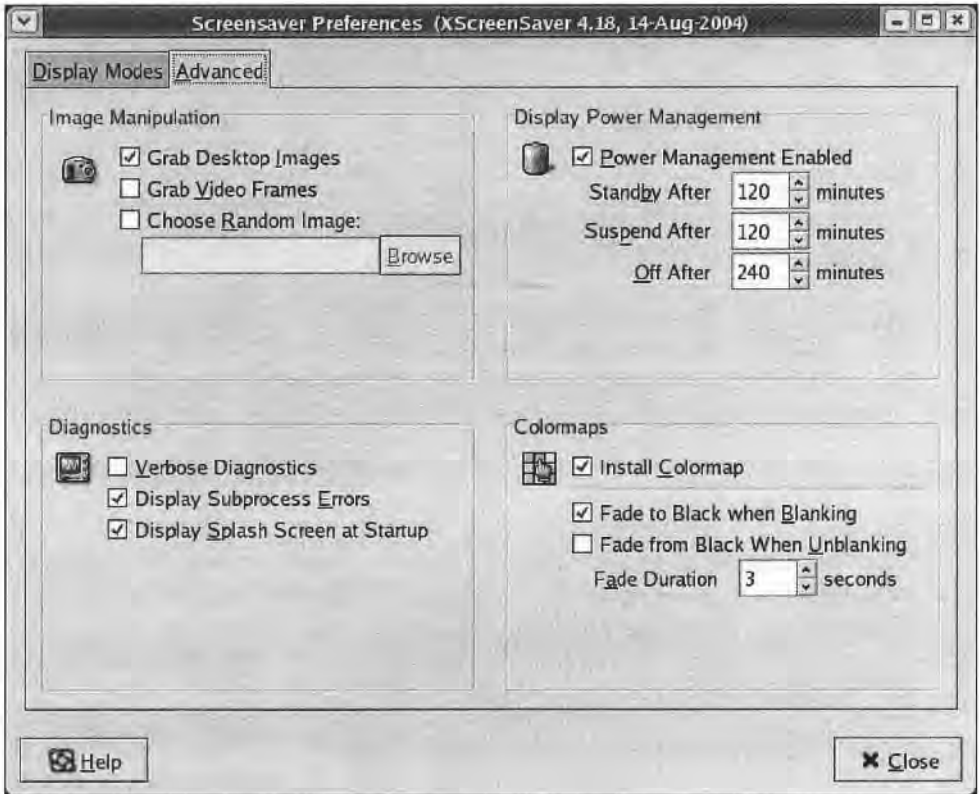 Screensaver Preferences (XScreenSaver 4.18, 14-Aug-2004)
Display Modes
Advanced
Image Manipulation
Grab Desktop Images
Grab Video Frames
Choose Random Image:
Browse
Display Power Management
Power Management Enabled
Standby After 120 minutes
Suspend After 120 minutes
Off After 240 minutes
Diagnostics
Verbose Diagnostics
Display Subprocess Errors
Display Splash Screen at Startup
Colormaps
Install Colormap
Fade to Black when Blanking
Fade from Black When Unblanking
Fade Duration 3 seconds
Help
Close